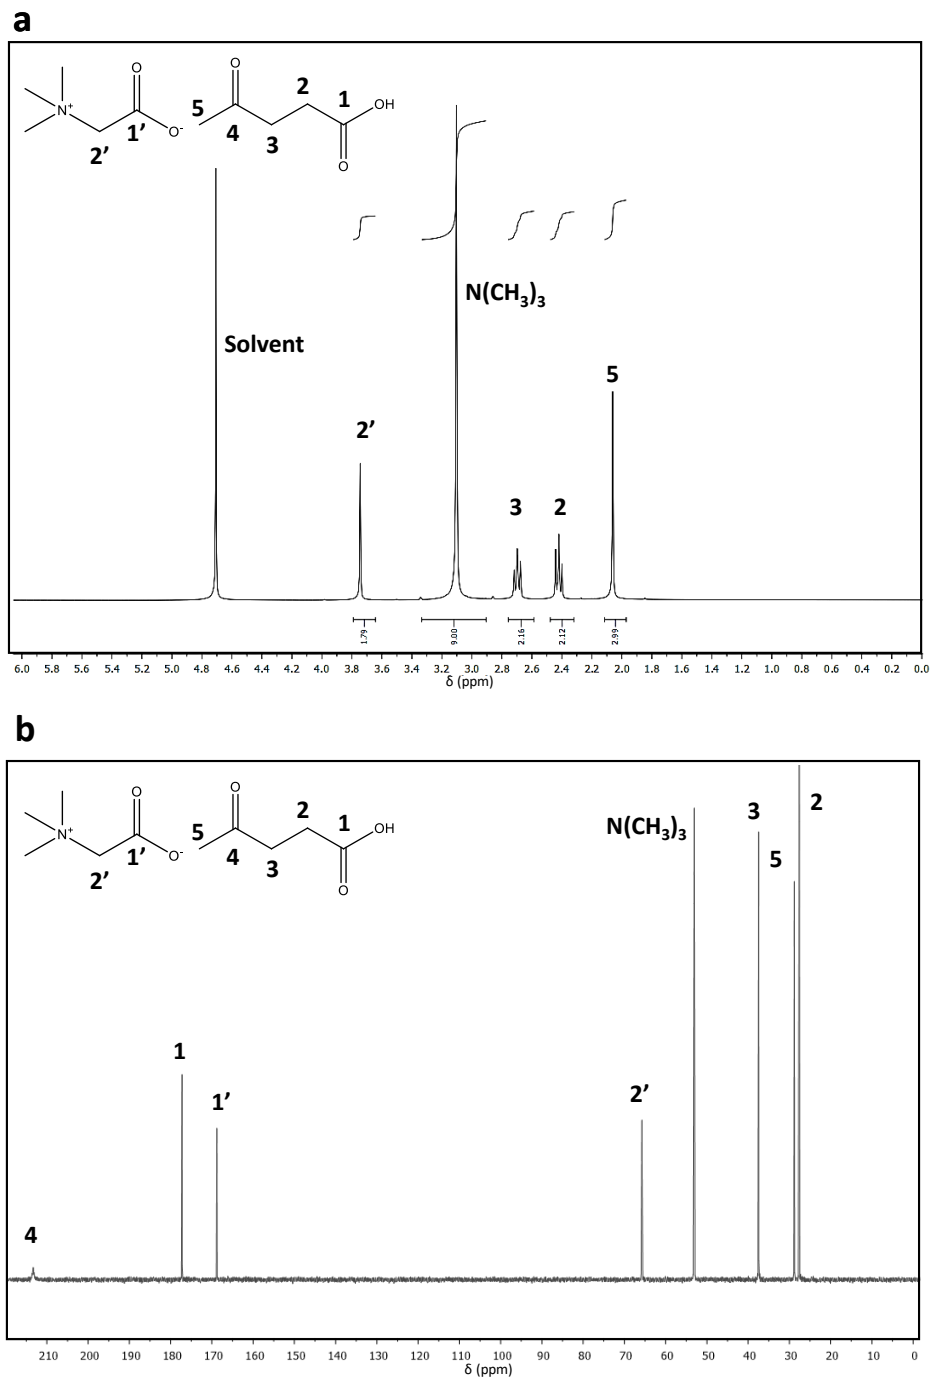 a
O
O
2
N+
1'
O-
5
4
1
OH
2'
3
O
N(CH3)3
Solvent
5
2'
3
2
1.79
9.00
2.16
2.12
2.99
6.0 5.8 5.6 5.4 5.2 5.0 4.8 4.6 4.4 4.2 4.0 3.8 3.6 3.4 3.2 3.0 2.8 2.6 2.4 2.2 2.0 1.8 1.6 1.4 1.2 1.0 0.8 0.6 0.4 0.2 0.0
δ (ppm)
b
O
O
2
N+
1'
O-
5
4
1
OH
2'
3
O
N(CH3)3
3
2
5
1
1'
2'
4
210 200 190 180 170 160 150 140 130 120 110 100 90 80 70 60 50 40 30 20 10 0
δ (ppm)